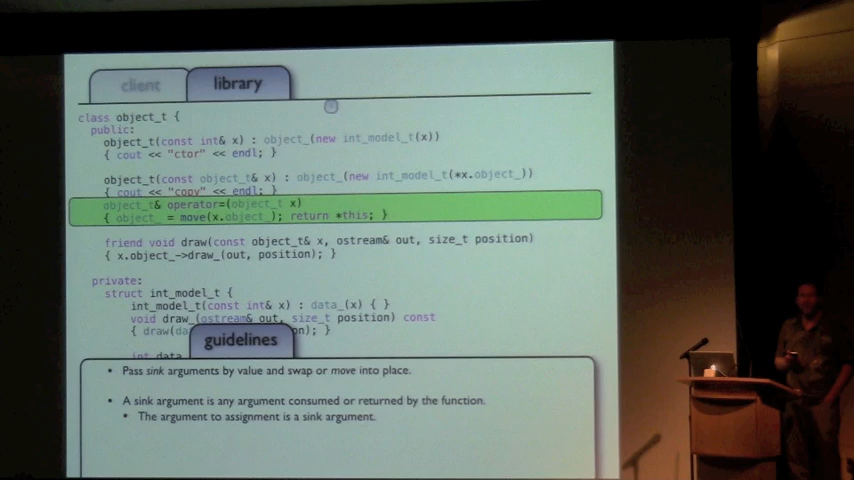 client
library
class object_t {
public:
object_t(const int& x) : object_(new int_model_t(x))
{ cout << "ctor" << endl; }
object_t(const object_t& x) : object_(new int_model_t(*x.object_))
{ cout << "copy" << endl; }
object_t& operator=(object_t x)
{ object_ = move(x.object_); return *this; }
friend void draw(const object_t& x, ostream& out, size_t position)
{ x.object_->draw_(out, position); }
private:
struct int_model_t {
int_model_t(const int& x) : data_(x) { }
void draw_(ostream& out, size_t position) const
{ draw(da
on); }
int data
guidelines
• Pass sink arguments by value and swap or move into place.
• A sink argument is any argument consumed or returned by the function.
• The argument to assignment is a sink argument.